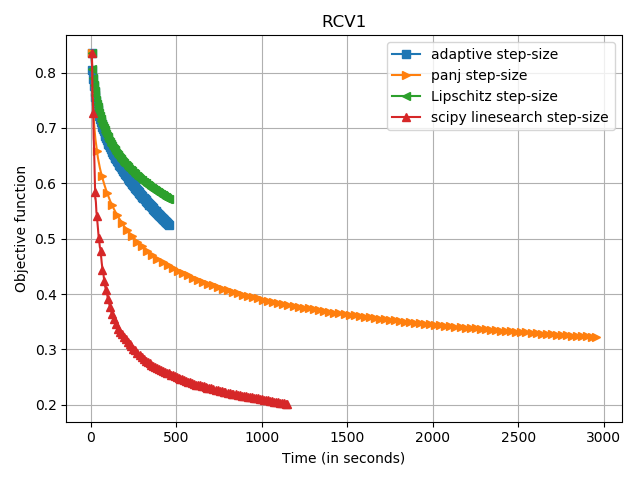 RCV1
adaptive step-size
panj step-size
Lipschitz step-size
scipy linesearch step-size
Objective function
0.8
0.7
0.6
0.5
0.4
0.3
0.2
0 500 1000 1500 2000 2500 3000
Time (in seconds)